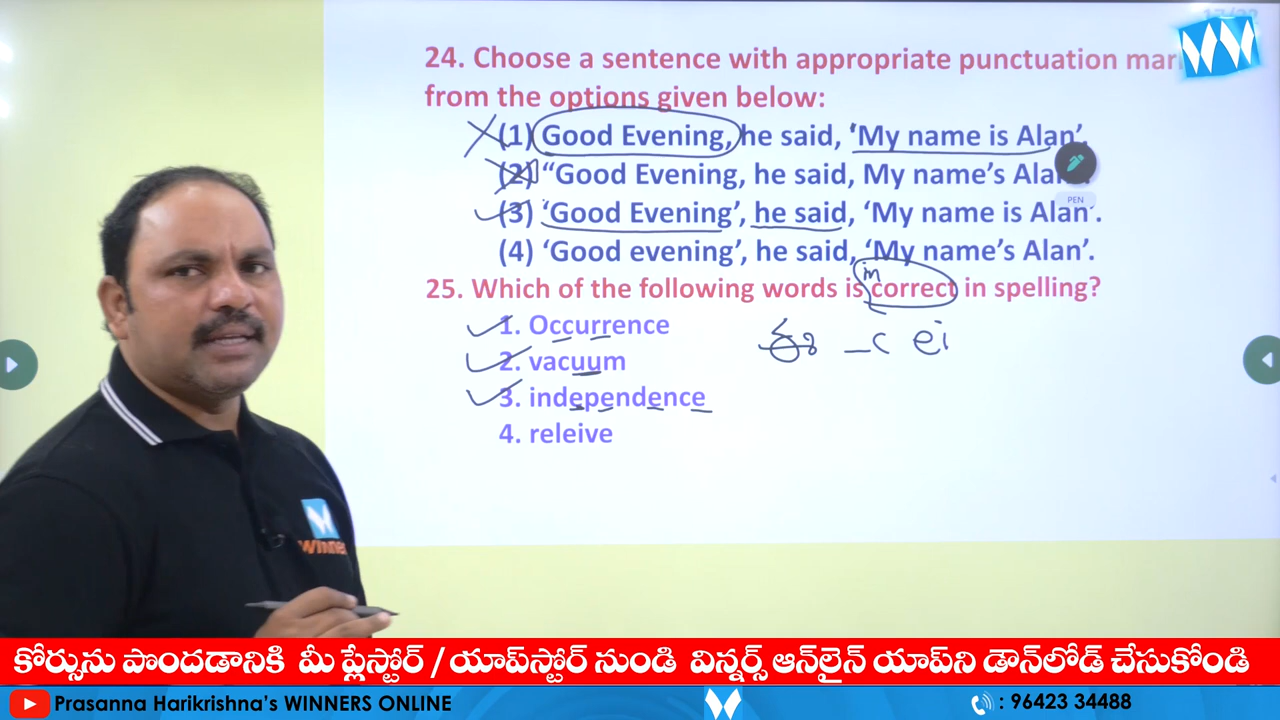 24. Choose a sentence with appropriate punctuation
from the options given below:
(1) Good Evening, he said, ‘My name is Alan’.
(2) “Good Evening, he said, My name’s
(3) ‘Good Evening’, he said, ‘My name is Alan’.
(4) ‘Good evening’, he said, ‘My name’s Alan’.
in
25. Which of the following words is correct in spelling?
1. Occurrence
2. vacuum
3. independence
4. releive
_c ei
PEN
WINNERS
కోర్సును పొందడానికి మీ ప్లేస్టోర్ / యాప్‌స్టోర్ నుండి విన్నర్స్ ఆన్‌లైన్ యాప్‌ని డౌన్‌లోడ్ చేసుకోండి
Prasanna Harikrishna's WINNERS ONLINE
: 96423 34488